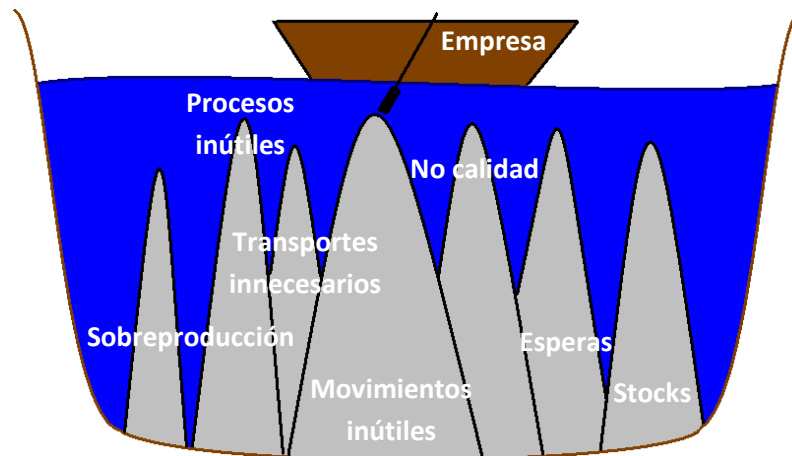 Empresa
Procesos
inútiles
No calidad
Transportes
innecesarios
Sobreproducción
Esperas
Movimientos
inútiles
Stocks